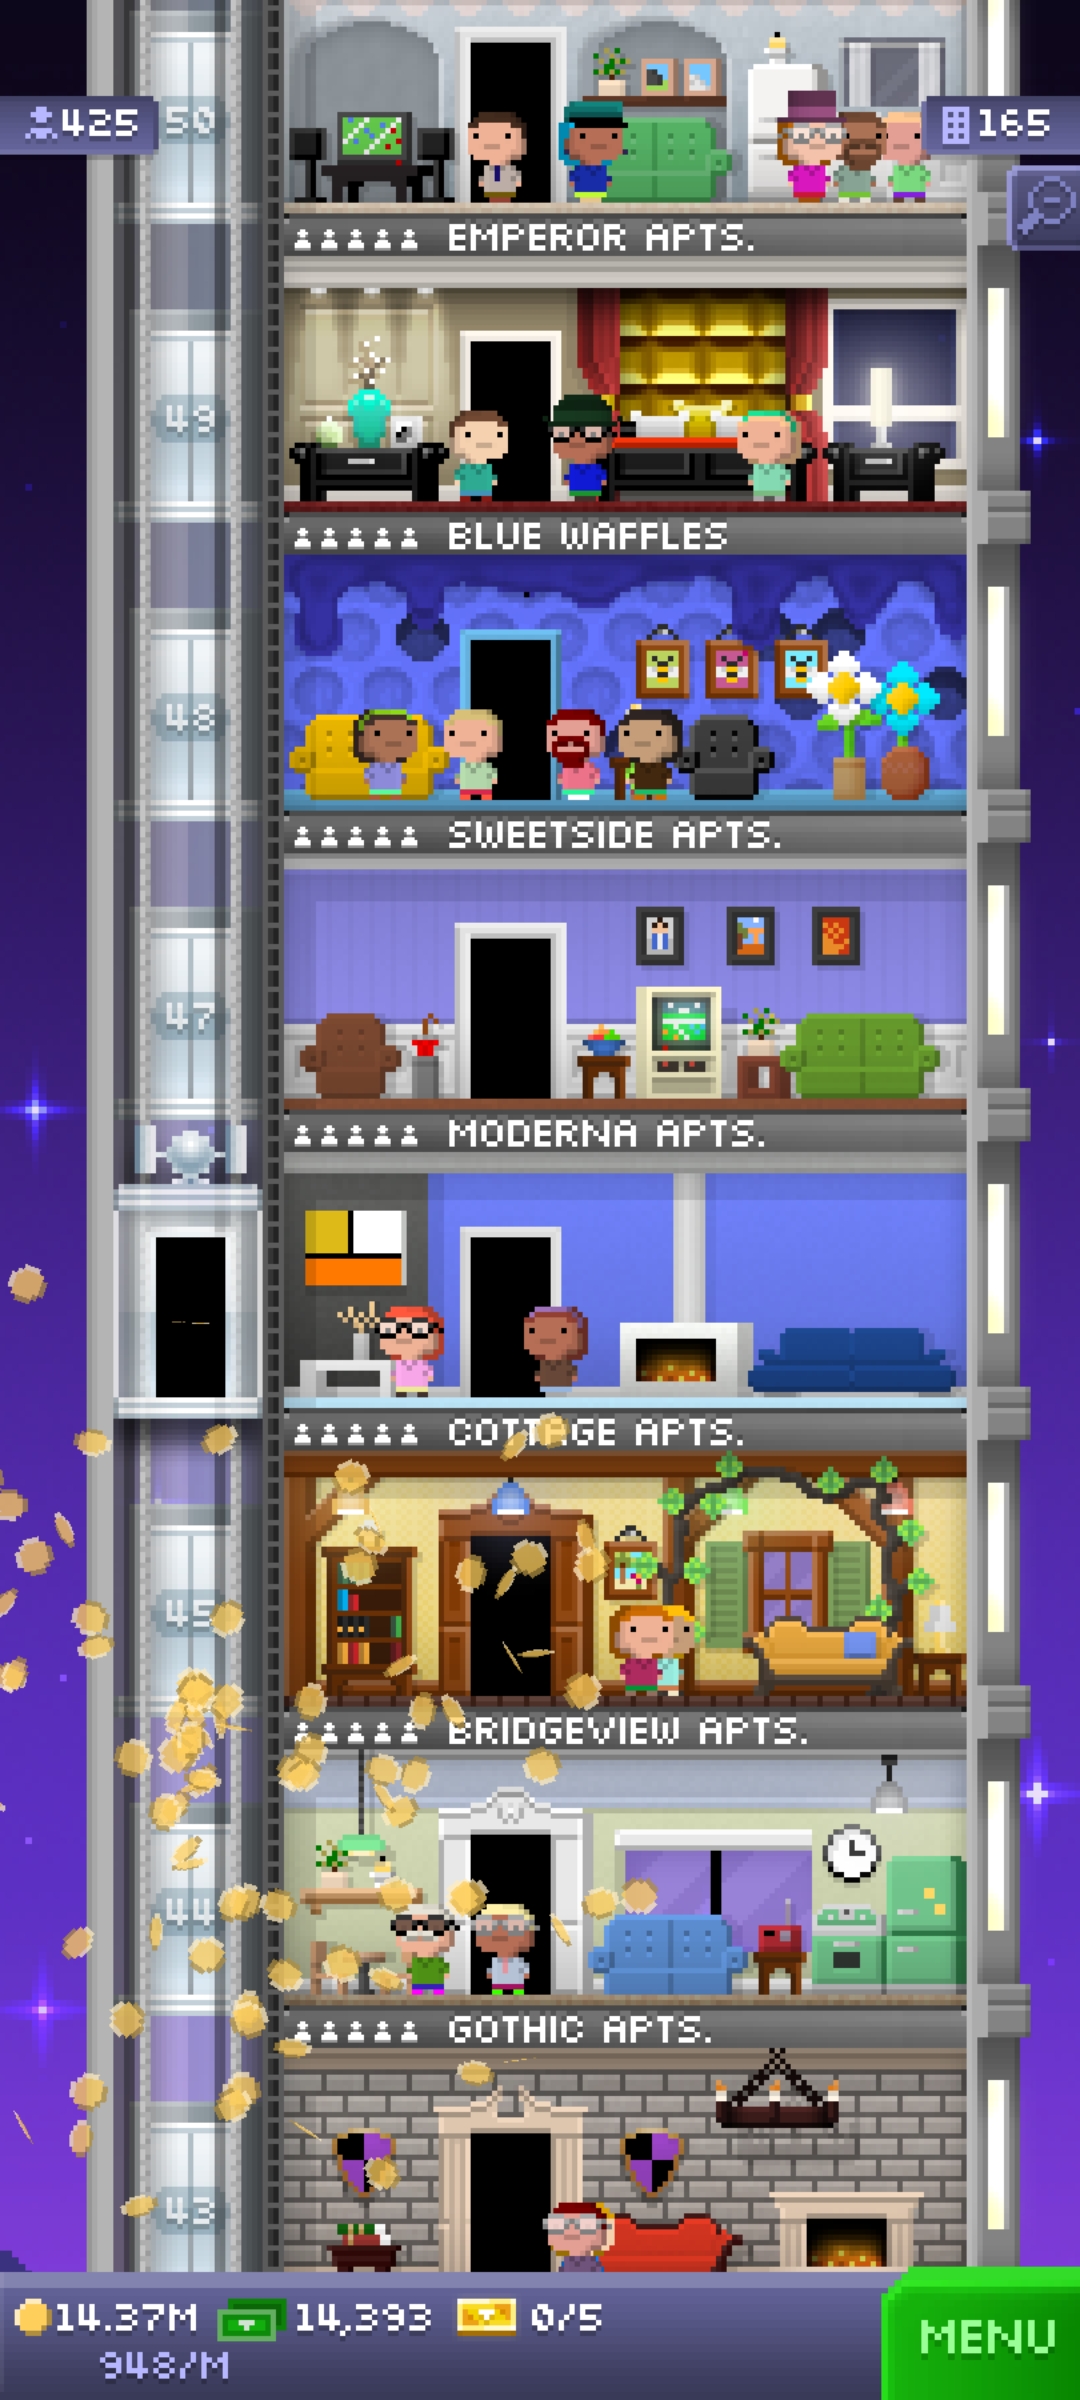 425
50
165
EMPEROR APTS.
49
BLUE WAFFLES
48
SWEETSIDE APTS.
47
MODERNA APTS.
COTTAGE APTS.
45
BRIDGEVIEW APTS.
44
GOTHIC APTS.
43
14.37M 14,393 0/5
948/M
MENU